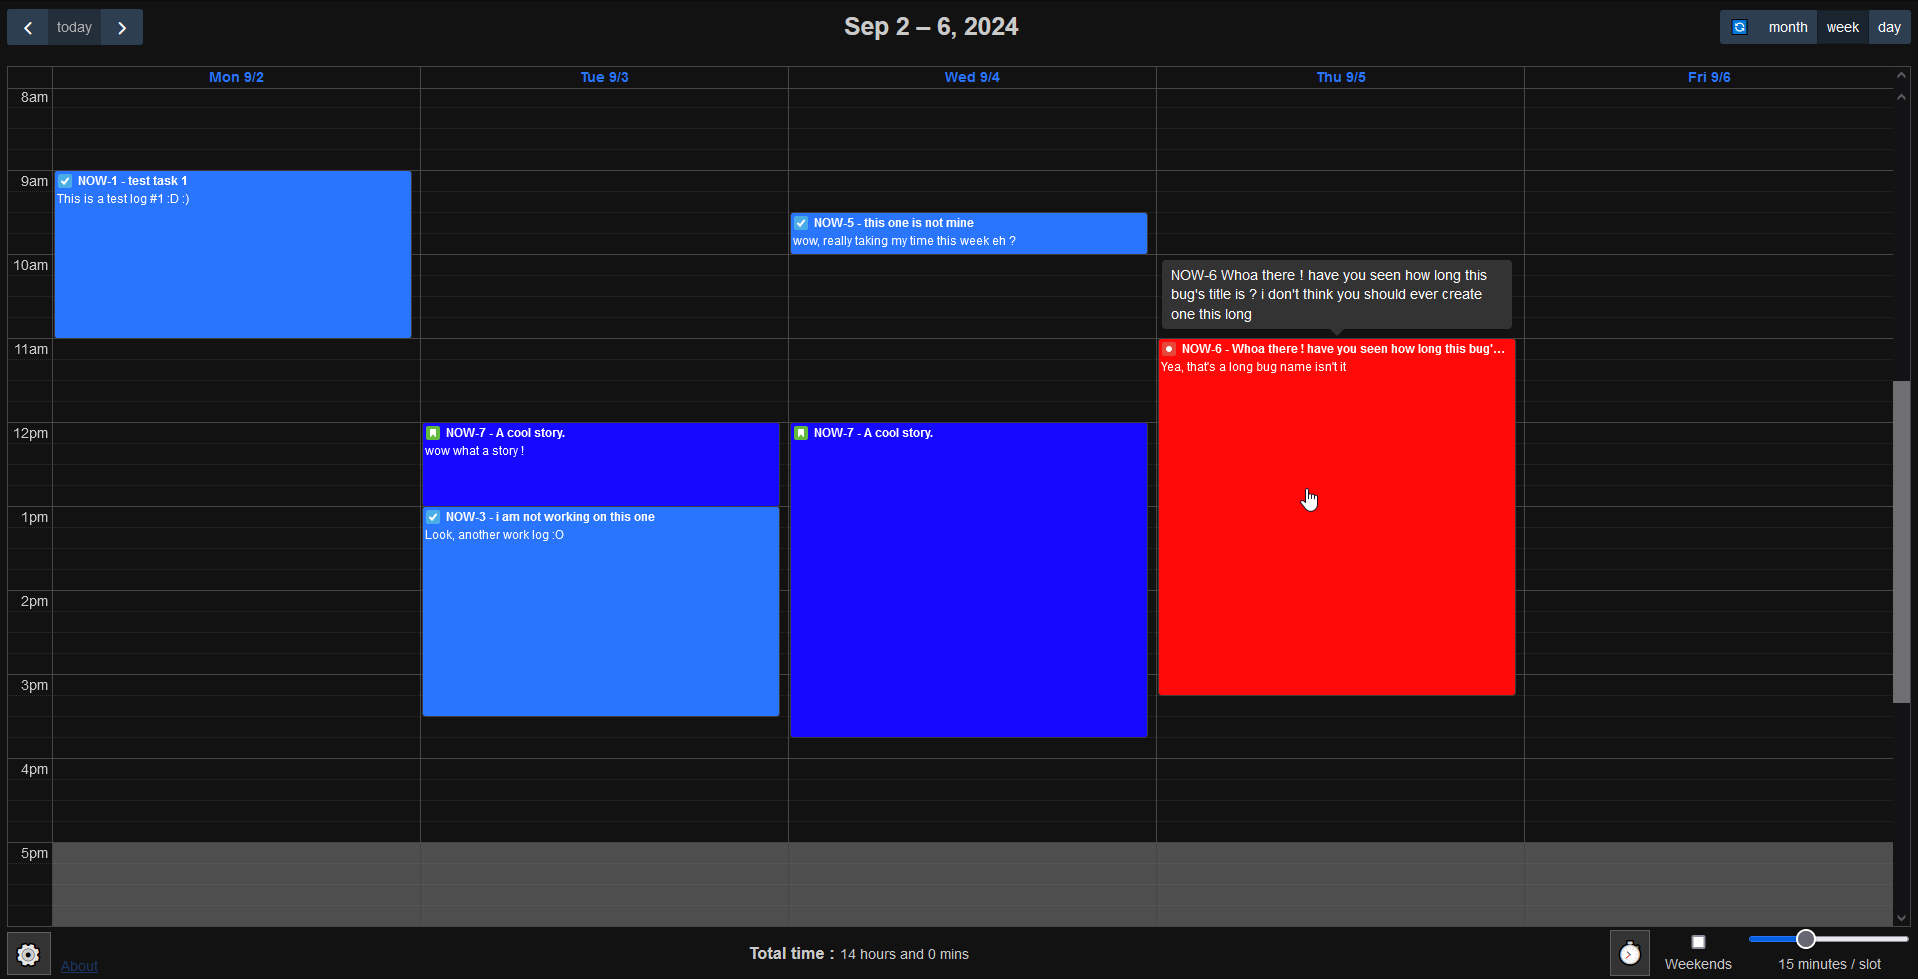 today
Sep 2 – 6, 2024
month
week
day
Mon 9/2
Tue 9/3
Wed 9/4
Thu 9/5
Fri 9/6
8am
9am
NOW-1 - test task 1
This is a test log #1 :D :)
NOW-5 - this one is not mine
wow, really taking my time this week eh ?
10am
NOW-6 Whoa there ! have you seen how long this
bug's title is ? i don't think you should ever create
one this long
11am
NOW-6 - Whoa there ! have you seen how long this bug'...
Yea, that's a long bug name isn't it
12pm
NOW-7 - A cool story.
wow what a story !
NOW-7 - A cool story.
1pm
NOW-3 - i am not working on this one
Look, another work log :O
2pm
3pm
4pm
5pm
About
Total time : 14 hours and 0 mins
Weekends
15 minutes / slot